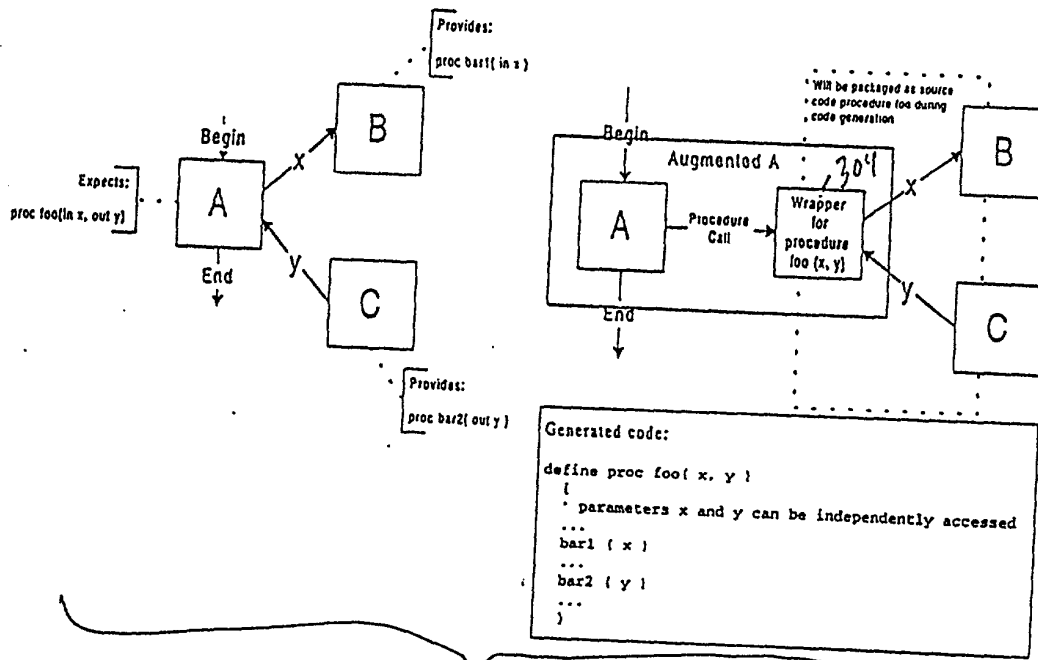 Provides:
proc bar1( in x )
B
Begin
x
Expects:
proc foo(in x, out y)
A
y
End
C
Provides:
proc bar2( out y )
Will be packaged as source
code procedure foo during
code generation
Begin
Augmented A
304
B
x
A
Procedure
Call
Wrapper
for
procedure
foo (x, y)
y
End
C
Generated code:
define proc foo( x, y )
{
* parameters x and y can be independently accessed
...
bar1 ( x )
...
bar2 ( y )
...
}